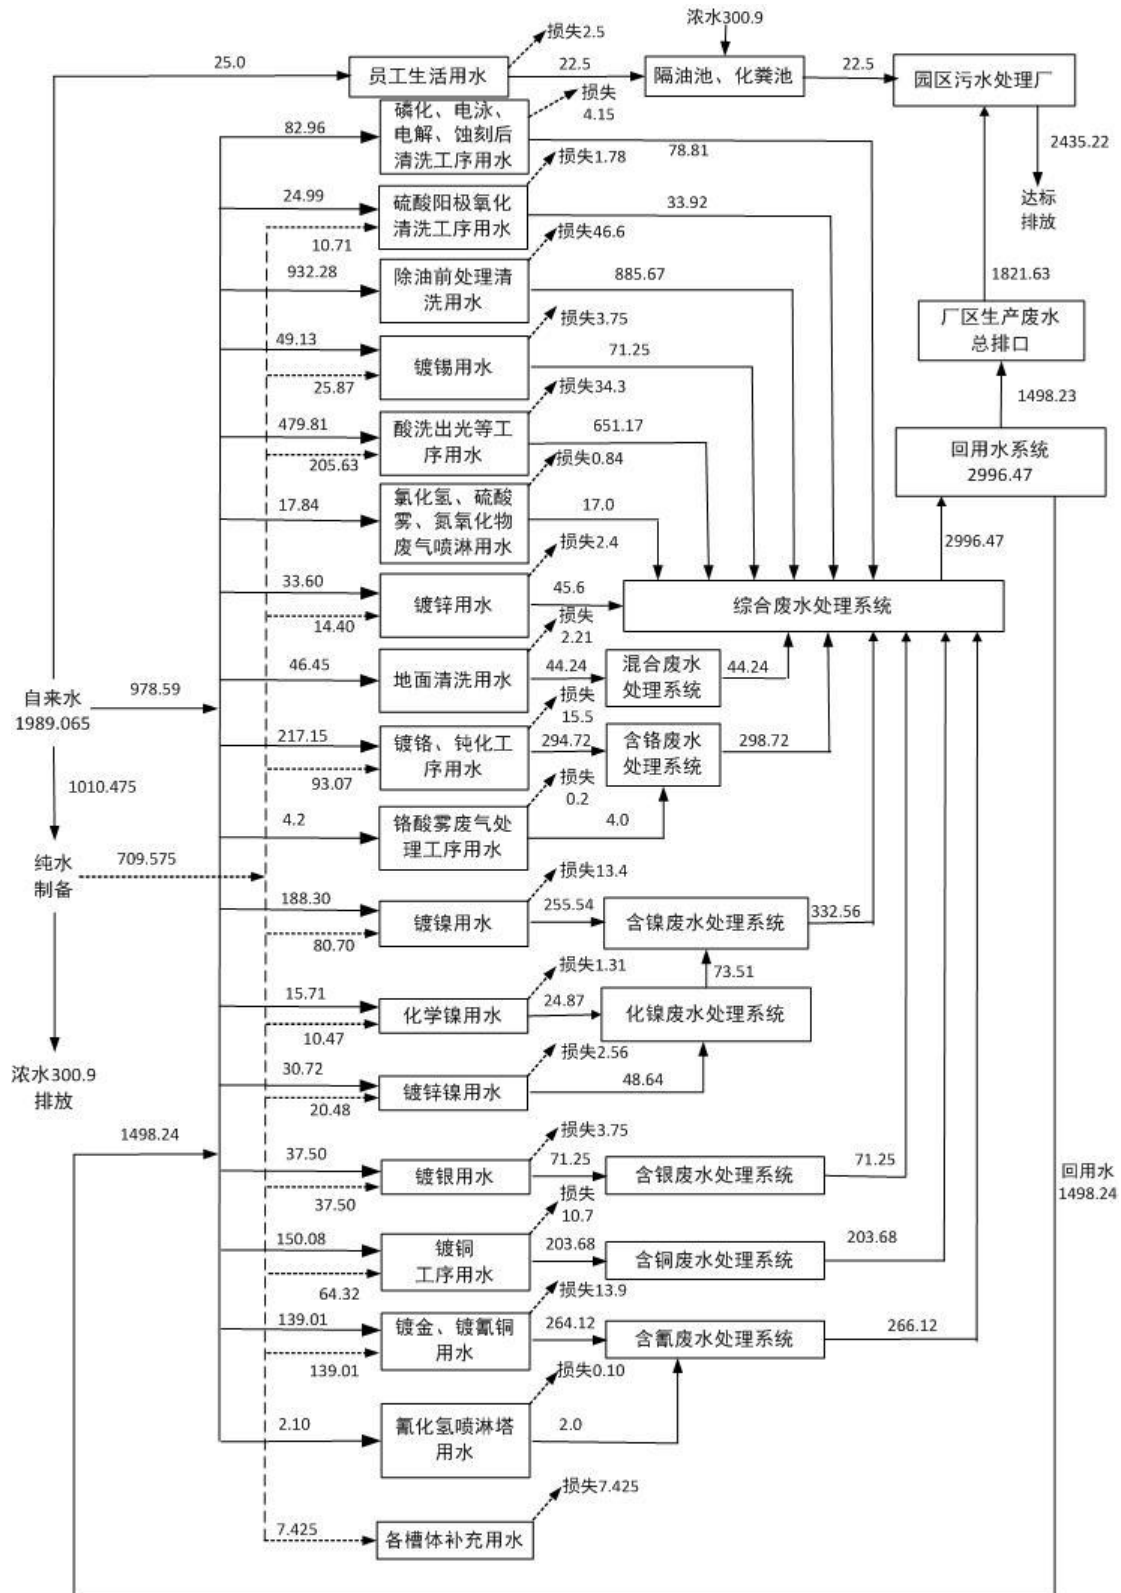 浓水300.9
损失2.5
25.0
员工生活用水
22.5
隔油池、化粪池
22.5
园区污水处理厂
损失
4.15
磷化、电泳、
电解、蚀刻后
清洗工序用水
82.96
78.81
2435.22
达标
排放
损失1.78
24.99
硫酸阳极氧化
清洗工序用水
33.92
10.71
损失46.6
932.28
除油前处理清
洗用水
885.67
1821.63
厂区生产废水
总排口
损失3.75
49.13
镀锡用水
71.25
25.87
1498.23
损失34.3
479.81
酸洗出光等工
序用水
651.17
205.63
回用水系统
2996.47
损失0.84
17.84
氯化氢、硫酸
雾、氮氧化物
废气喷淋用水
17.0
2996.47
损失2.4
33.60
镀锌用水
45.6
14.40
综合废水处理系统
损失
2.21
46.45
地面清洗用水
44.24
混合废水
处理系统
44.24
自来水
1989.065
978.59
损失
15.5
217.15
镀铬、钝化工
序用水
294.72
含铬废水
处理系统
298.72
93.07
1010.475
损失
0.2
4.2
铬酸雾废气处
理工序用水
4.0
纯水
制备
709.575
损失13.4
188.30
镀镍用水
255.54
含镍废水处理系统
332.56
80.70
73.51
损失1.31
15.71
化学镍用水
24.87
化镍废水处理系统
10.47
损失2.56
30.72
镀锌镍用水
48.64
20.48
浓水300.9
排放
1498.24
损失3.75
37.50
镀银用水
71.25
含银废水处理系统
71.25
37.50
回用水
1498.24
损失
10.7
150.08
镀铜
工序用水
203.68
含铜废水处理系统
203.68
64.32
损失13.9
139.01
镀金、镀氰铜
用水
264.12
含氰废水处理系统
266.12
139.01
损失0.10
2.10
氰化氢喷淋塔
用水
2.0
损失7.425
7.425
各槽体补充用水